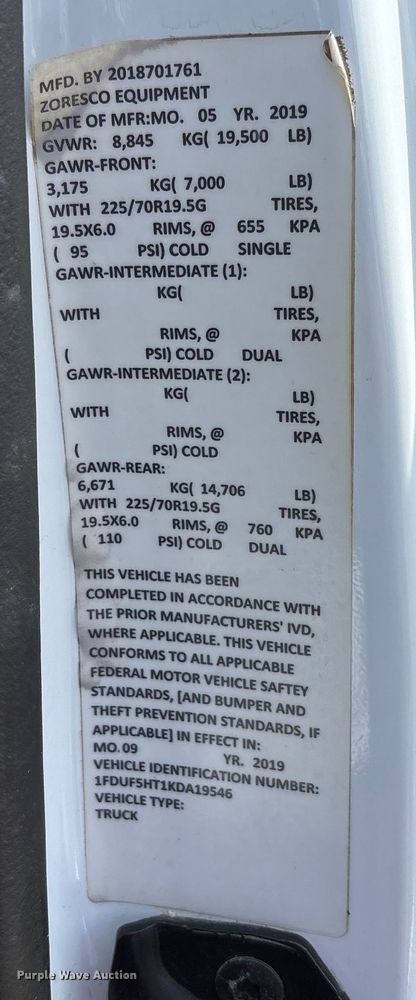 MFD. BY 2018701761
ZORESCO EQUIPMENT
DATE OF MFR:MO. 05 YR. 2019
GVWR: 8,845 KG( 19,500 LB)
GAWR-FRONT:
3,175 KG( 7,000 LB)
WITH 225/70R19.5G TIRES,
19.5X6.0 RIMS, @ 655 KPA
( 95 PSI) COLD SINGLE
GAWR-INTERMEDIATE (1):
KG( LB)
WITH TIRES,
RIMS, @ KPA
( PSI) COLD DUAL
GAWR-INTERMEDIATE (2):
KG( LB)
WITH TIRES,
RIMS, @ KPA
( PSI) COLD
GAWR-REAR:
6,671 KG( 14,706 LB)
WITH 225/70R19.5G TIRES,
19.5X6.0 RIMS, @ 760 KPA
( 110 PSI) COLD DUAL
THIS VEHICLE HAS BEEN
COMPLETED IN ACCORDANCE WITH
THE PRIOR MANUFACTURERS' IVD,
WHERE APPLICABLE. THIS VEHICLE
CONFORMS TO ALL APPLICABLE
FEDERAL MOTOR VEHICLE SAFTEY
STANDARDS, [AND BUMPER AND
THEFT PREVENTION STANDARDS, IF
APPLICABLE] IN EFFECT IN:
MO. 09 YR. 2019
VEHICLE IDENTIFICATION NUMBER:
1FDUF5HT1KDA19546
VEHICLE TYPE:
TRUCK
Purple Wave Auction